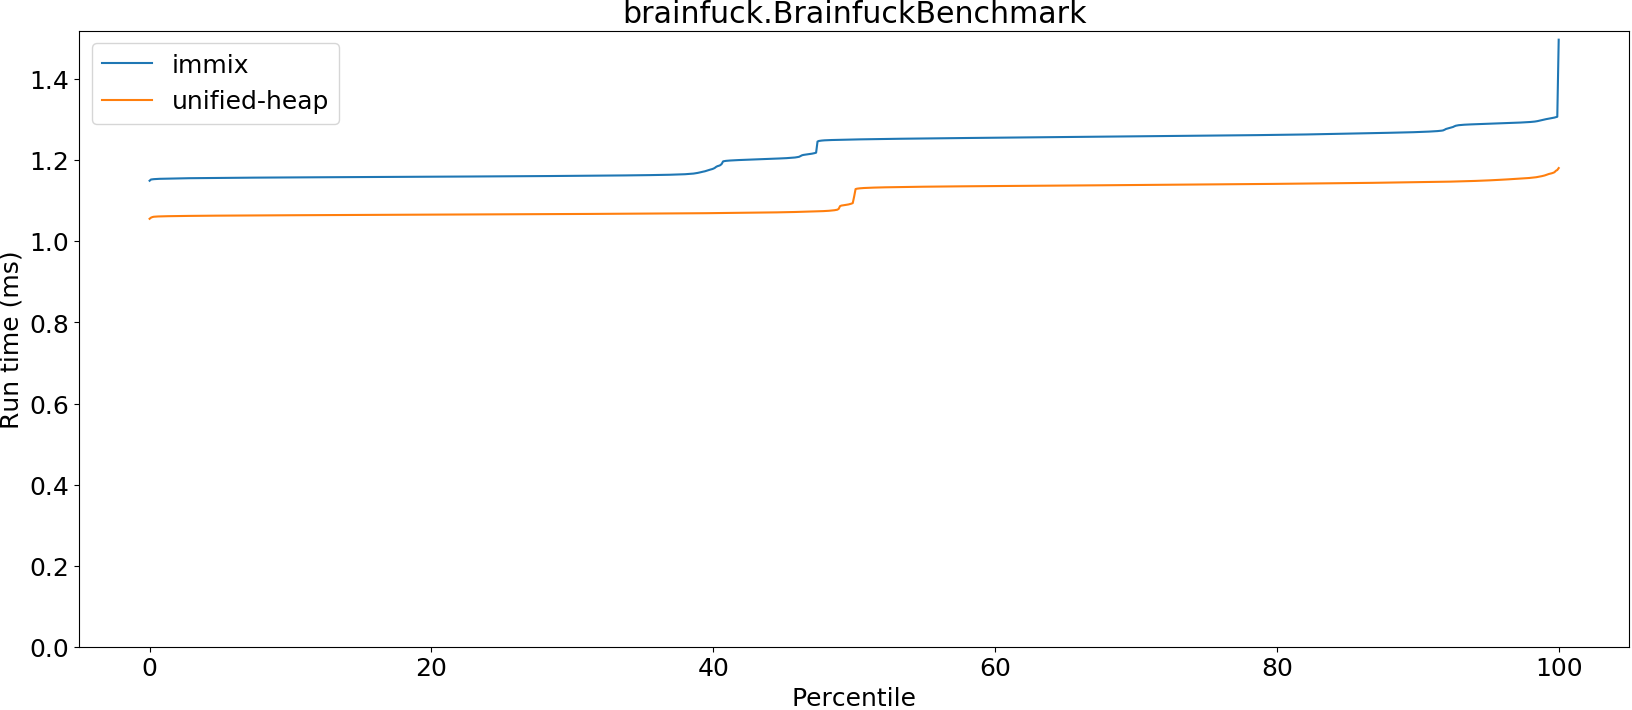 brainfuck.BrainfuckBenchmark
immix
unified-heap
Run time (ms)
1.4
1.2
1.0
0.8
0.6
0.4
0.2
0.0
0 20 40 60 80 100
Percentile